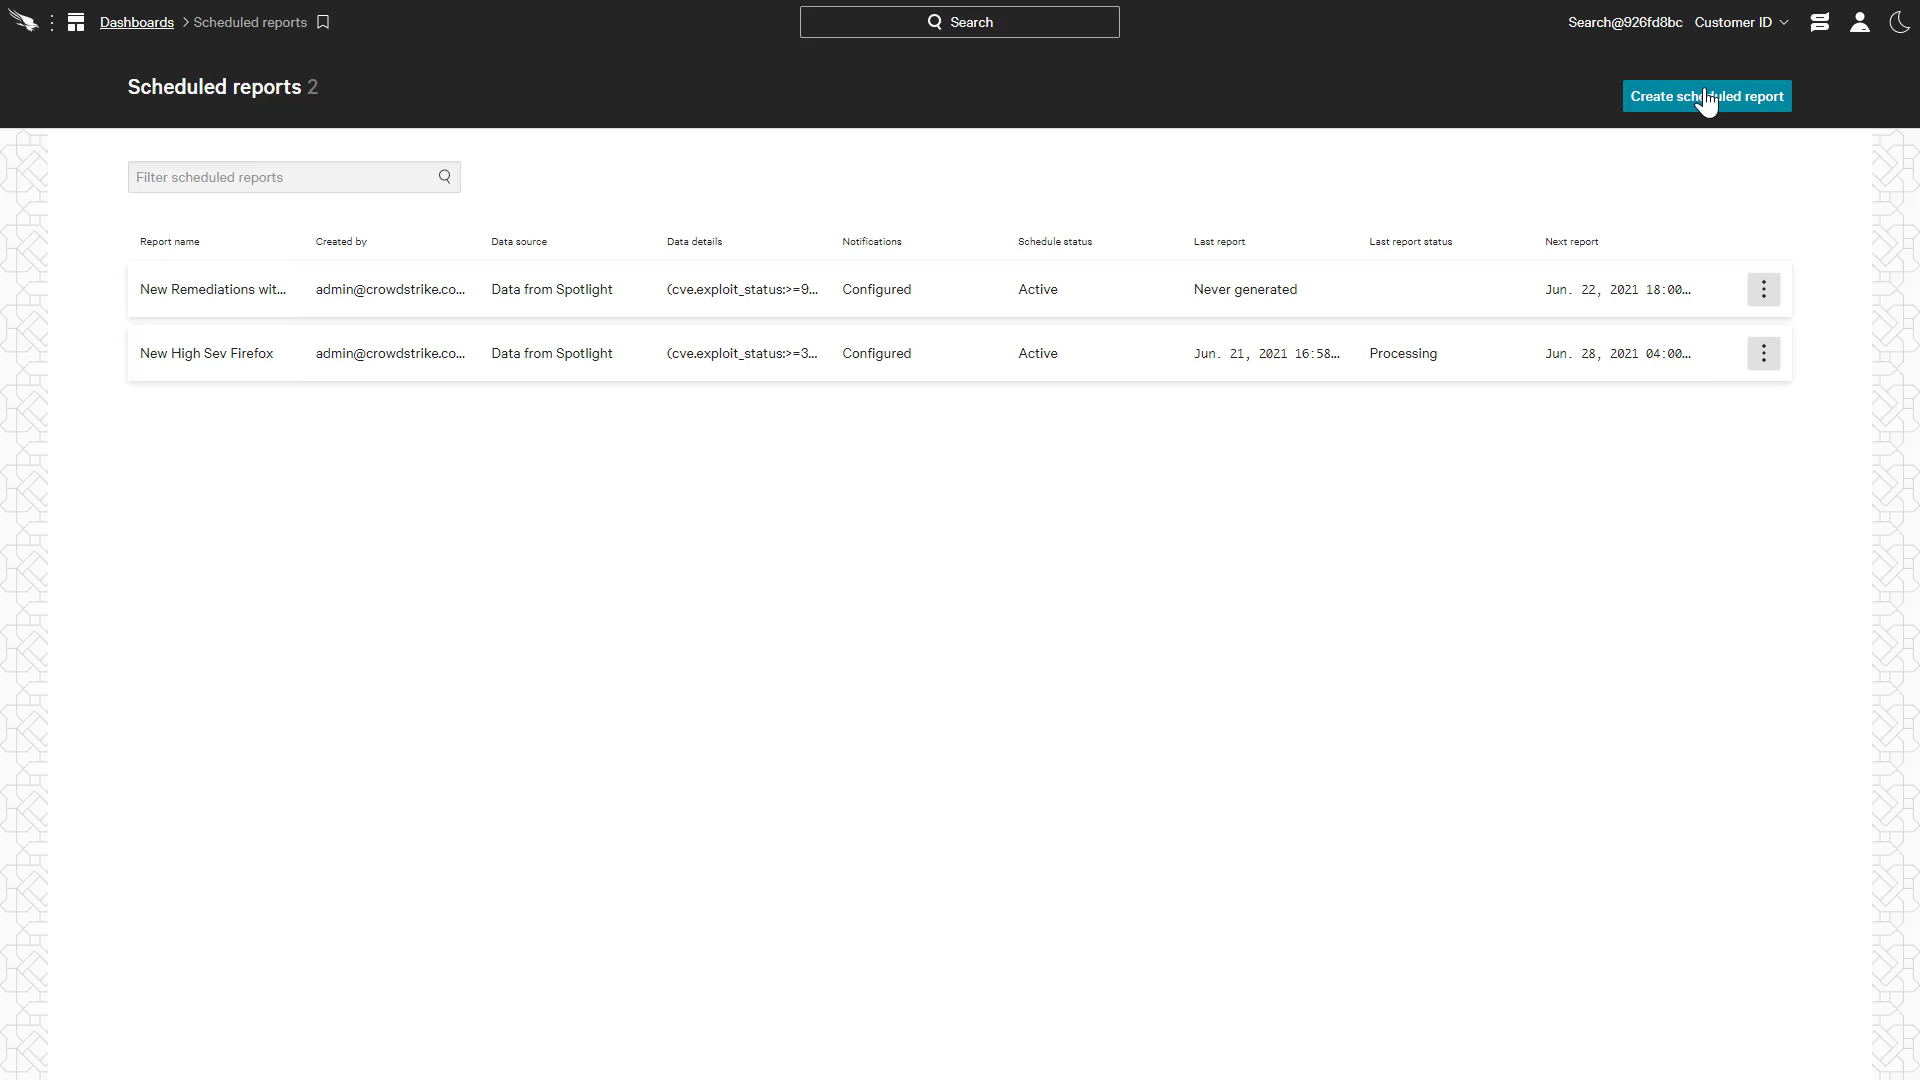 Dashboards > Scheduled reports
Search
Search@926fd8bc Customer ID
Scheduled reports 2
Create scheduled report
Filter scheduled reports
Report name Created by Data source Data details Notifications Schedule status Last report Last report status Next report
New Remediations wit... admin@crowdstrike.co... Data from Spotlight (cve.exploit_status:>=9... Configured Active Never generated Jun. 22, 2021 18:00...
New High Sev Firefox admin@crowdstrike.co... Data from Spotlight (cve.exploit_status:>=3... Configured Active Jun. 21, 2021 16:58... Processing Jun. 28, 2021 04:00...